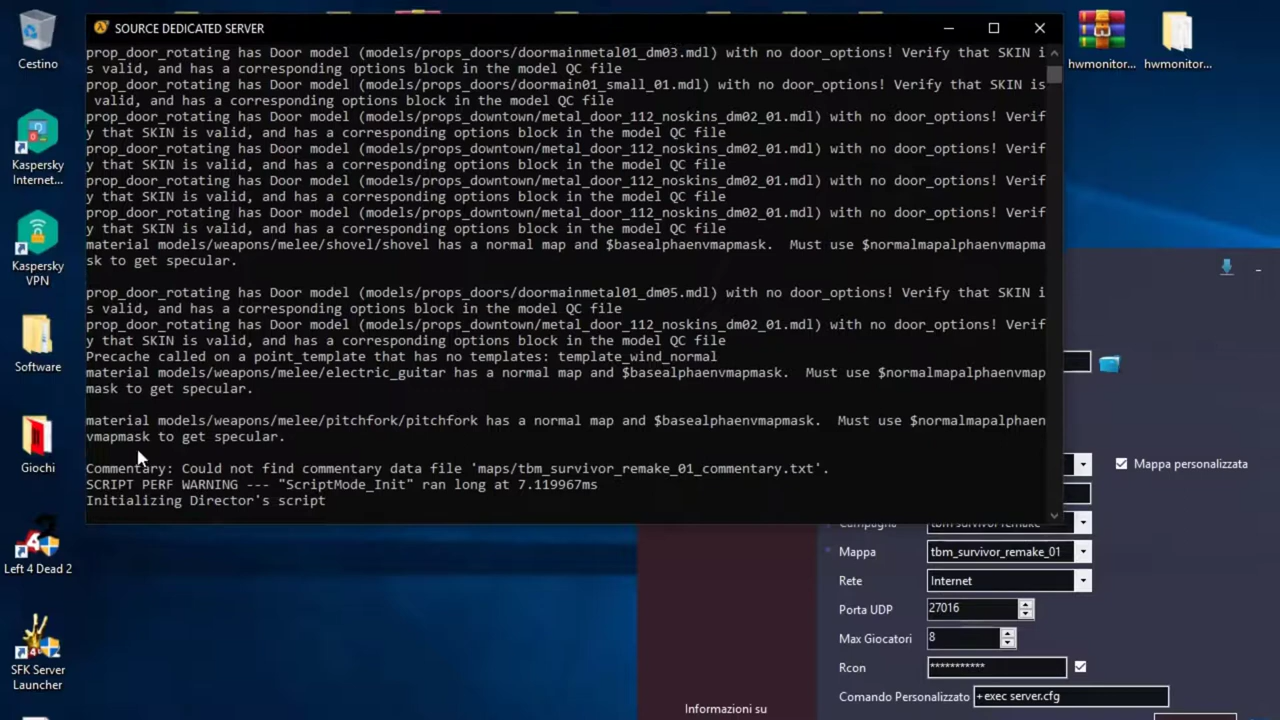 SOURCE DEDICATED SERVER
prop_door_rotating has Door model (models/props_doors/doormainmetal01_dm03.mdl) with no door_options! Verify that SKIN i
s valid, and has a corresponding options block in the model QC file
prop_door_rotating has Door model (models/props_doors/doormain01_small_01.mdl) with no door_options! Verify that SKIN is
 valid, and has a corresponding options block in the model QC file
prop_door_rotating has Door model (models/props_downtown/metal_door_112_noskins_dm02_01.mdl) with no door_options! Verif
y that SKIN is valid, and has a corresponding options block in the model QC file
prop_door_rotating has Door model (models/props_downtown/metal_door_112_noskins_dm02_01.mdl) with no door_options! Verif
y that SKIN is valid, and has a corresponding options block in the model QC file
prop_door_rotating has Door model (models/props_downtown/metal_door_112_noskins_dm02_01.mdl) with no door_options! Verif
y that SKIN is valid, and has a corresponding options block in the model QC file
prop_door_rotating has Door model (models/props_downtown/metal_door_112_noskins_dm02_01.mdl) with no door_options! Verif
y that SKIN is valid, and has a corresponding options block in the model QC file
material models/weapons/melee/shovel/shovel has a normal map and $basealphaenvmapmask.  Must use $normalmapalphaenvmapma
sk to get specular.
prop_door_rotating has Door model (models/props_doors/doormainmetal01_dm05.mdl) with no door_options! Verify that SKIN i
s valid, and has a corresponding options block in the model QC file
prop_door_rotating has Door model (models/props_downtown/metal_door_112_noskins_dm02_01.mdl) with no door_options! Verif
y that SKIN is valid, and has a corresponding options block in the model QC file
Precache called on a point_template that has no templates: template_wind_normal
material models/weapons/melee/electric_guitar has a normal map and $basealphaenvmapmask.  Must use $normalmapalphaenvmap
mask to get specular.
material models/weapons/melee/pitchfork/pitchfork has a normal map and $basealphaenvmapmask.  Must use $normalmapalphaen
vmapmask to get specular.
Commentary: Could not find commentary data file 'maps/tbm_survivor_remake_01_commentary.txt'.
SCRIPT PERF WARNING --- "ScriptMode_Init" ran long at 7.119967ms
Initializing Director's script
Cestino
Kaspersky
Internet...
Kaspersky
VPN
Software
Giochi
Left 4 Dead 2
SFK Server
Launcher
hwmonitor...
hwmonitor...
Mappa personalizzata
Campagna
tbm survivor remake
Mappa
tbm_survivor_remake_01
Rete
Internet
Porta UDP
27016
Max Giocatori
8
Rcon
***********
Comando Personalizzato
+exec server.cfg
Informazioni su